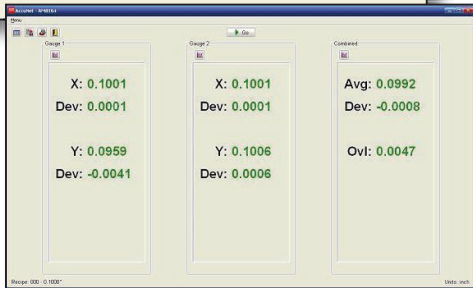 AccuNet - AP407DJ
Menu
Go
Gauge 1
X: 0.1001
Dev: 0.0001
Y: 0.0959
Dev: -0.0041
Gauge 2
X: 0.1001
Dev: 0.0001
Y: 0.1006
Dev: 0.0006
Combined
Avg: 0.0992
Dev: -0.0008
Ovl: 0.0047
Recipe: 000 - 0.1000"
Units: inch